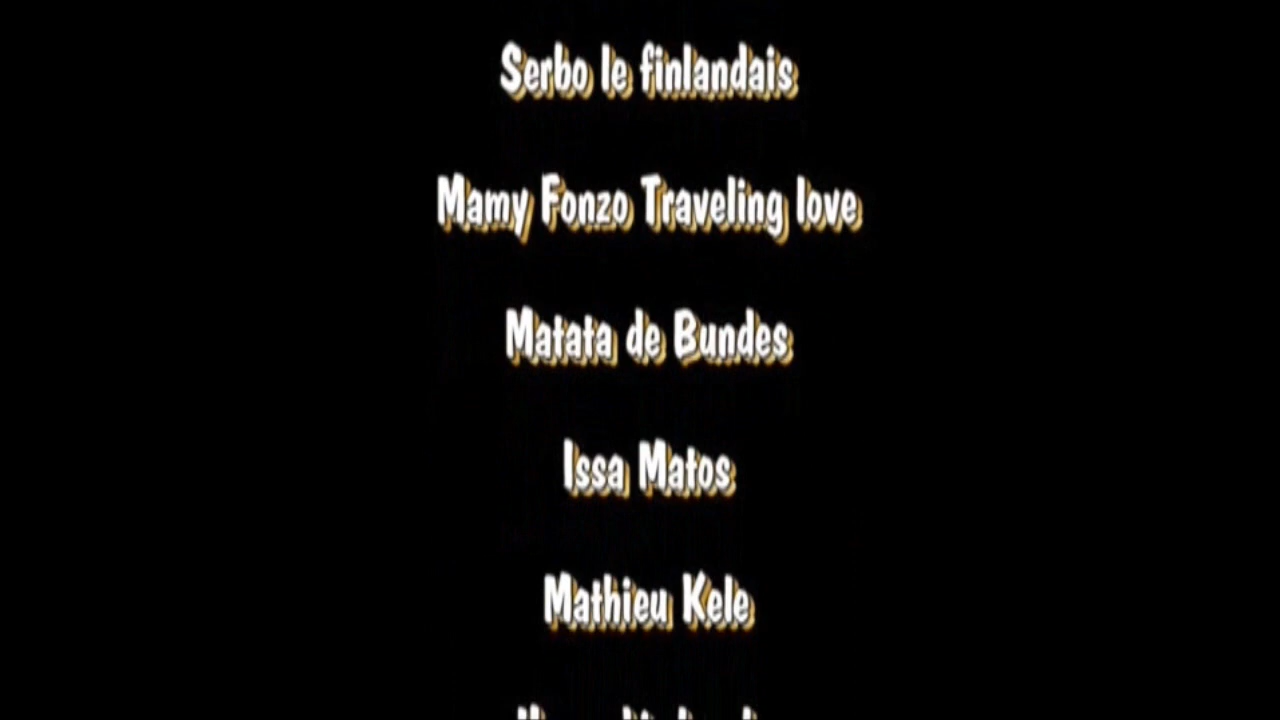 Serbo le finlandais
Mamy Fonzo Traveling love
Matata de Bundes
Issa Matos
Mathieu Kele